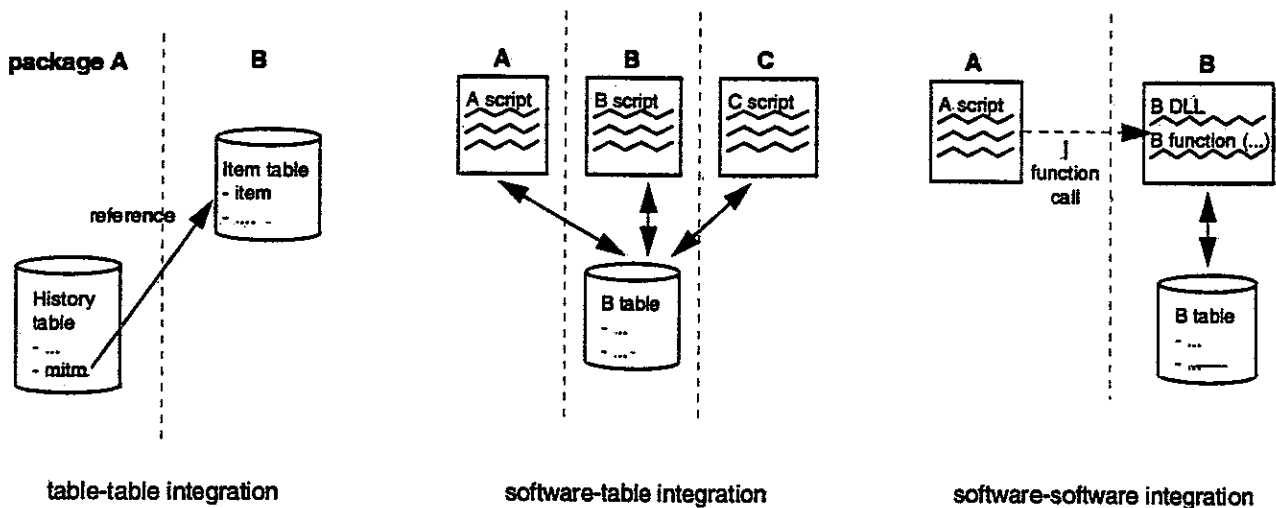 package A
B
Item table
- item
- ....
reference
History
table
- ...
- mitm
table-table integration
A
B
C
A script
B script
C script
B table
- ...
- ...
software-table integration
A
B
A script
B DLL
B function (...)
function
call
B table
- ...
- ...
software-software integration